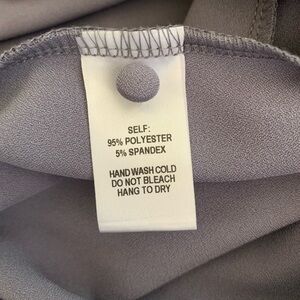 SELF:
95% POLYESTER
5% SPANDEX
HAND WASH COLD
DO NOT BLEACH
HANG TO DRY